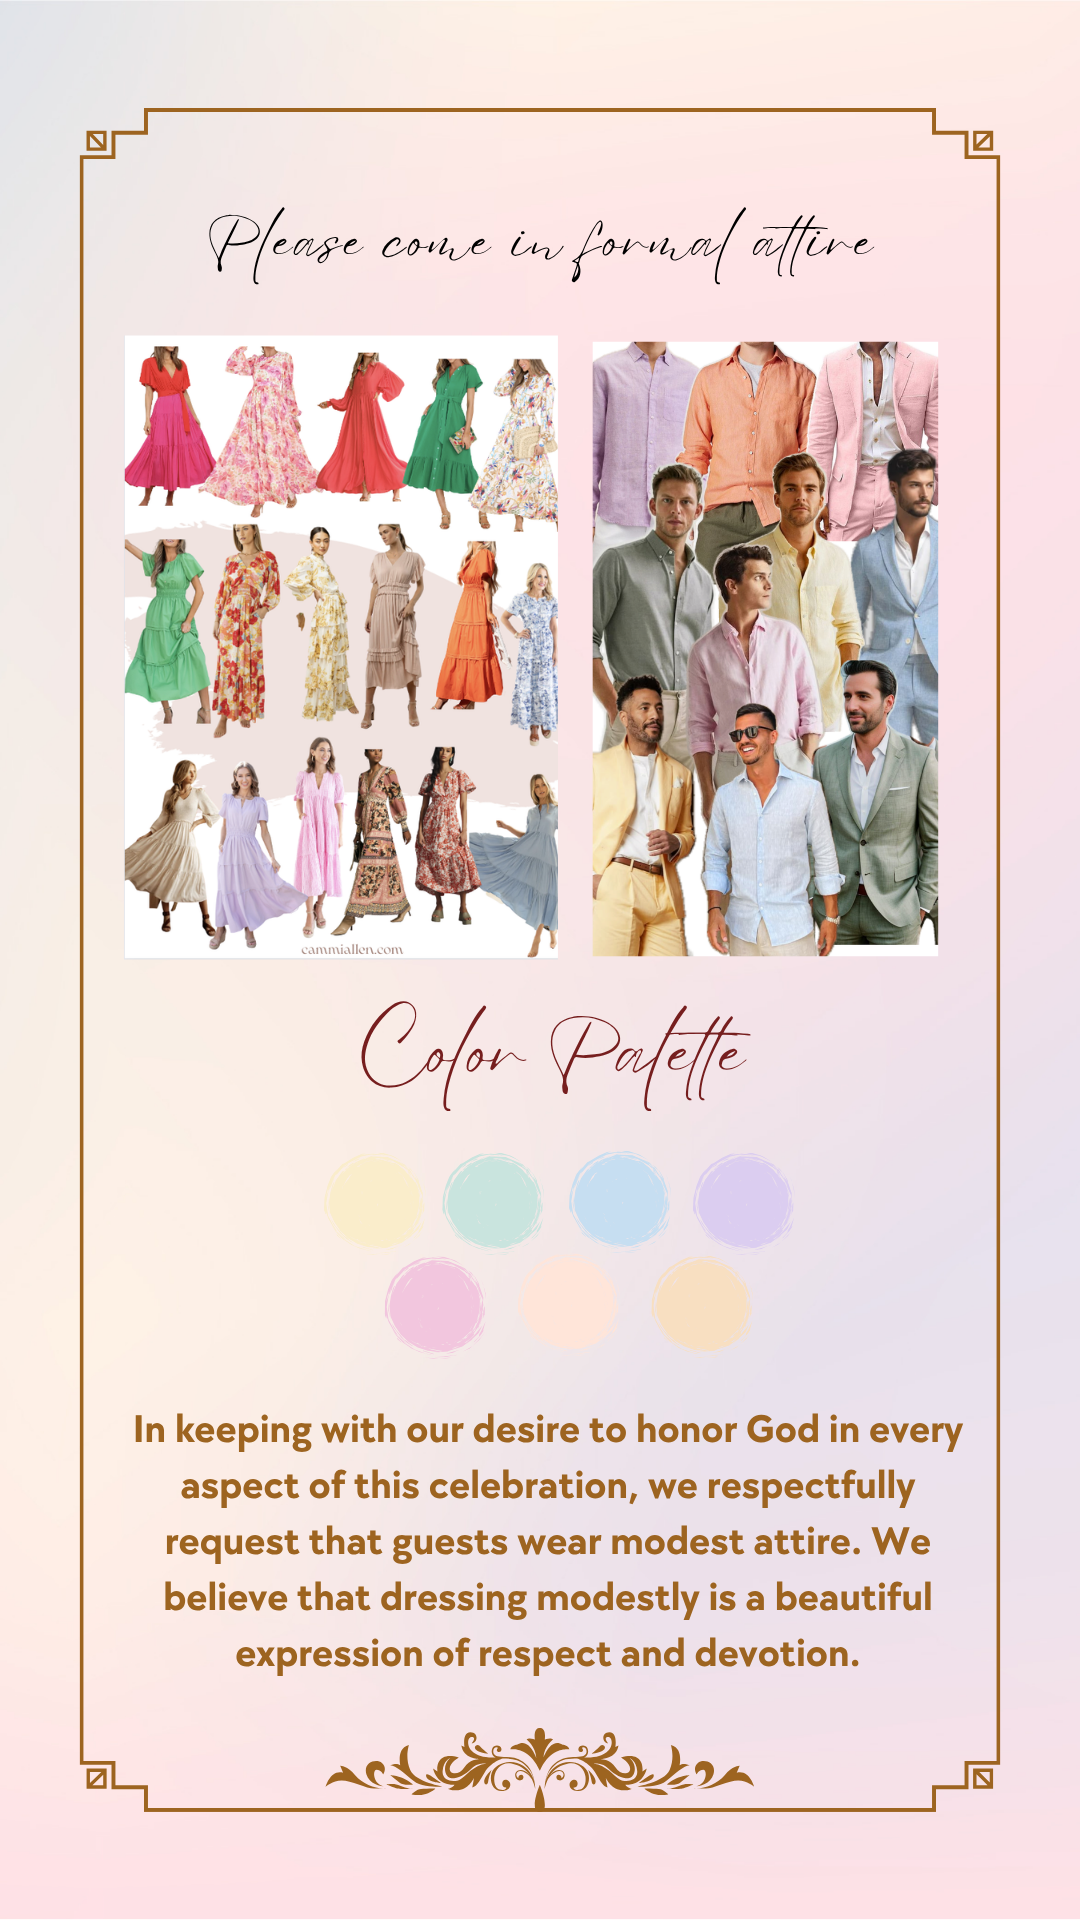 Please come in formal attire
cammiallen.com
Color Palette
In keeping with our desire to honor God in every
aspect of this celebration, we respectfully
request that guests wear modest attire. We
believe that dressing modestly is a beautiful
expression of respect and devotion.